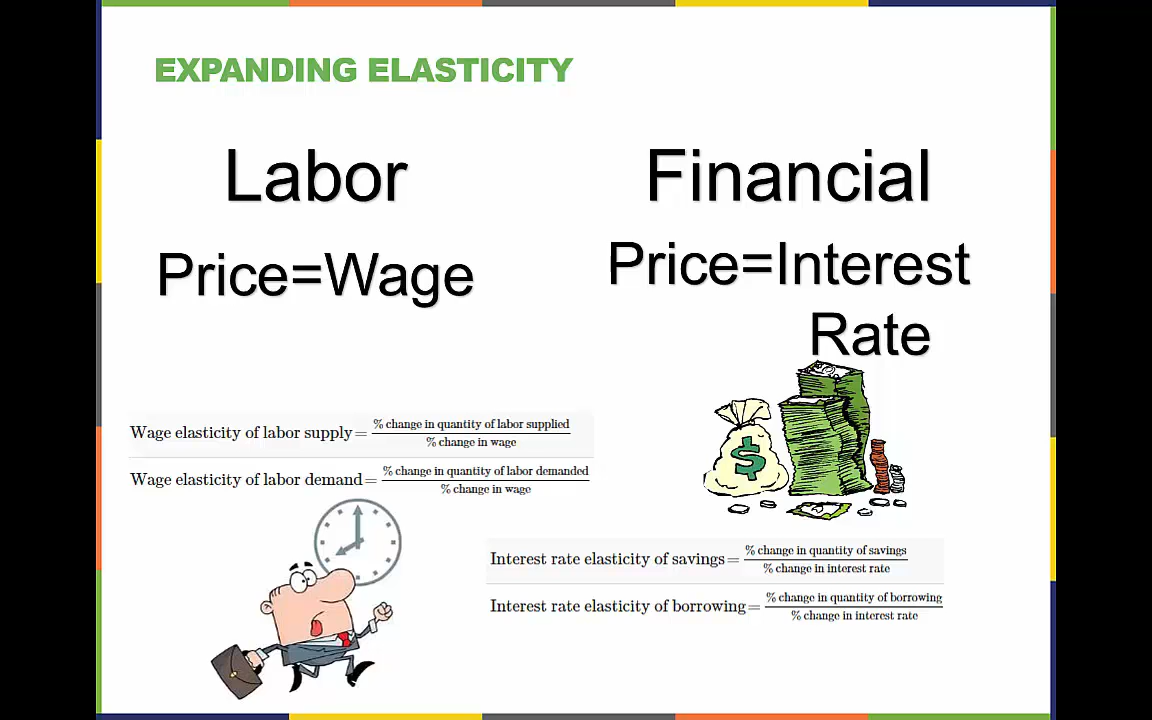 EXPANDING ELASTICITY
Labor
Price=Wage
Financial
Price=Interest
Rate
Wage elasticity of labor supply= % change in quantity of labor supplied
% change in wage
Wage elasticity of labor demand= % change in quantity of labor demanded
% change in wage
$
Interest rate elasticity of savings= % change in quantity of savings
% change in interest rate
Interest rate elasticity of borrowing= % change in quantity of borrowing
% change in interest rate